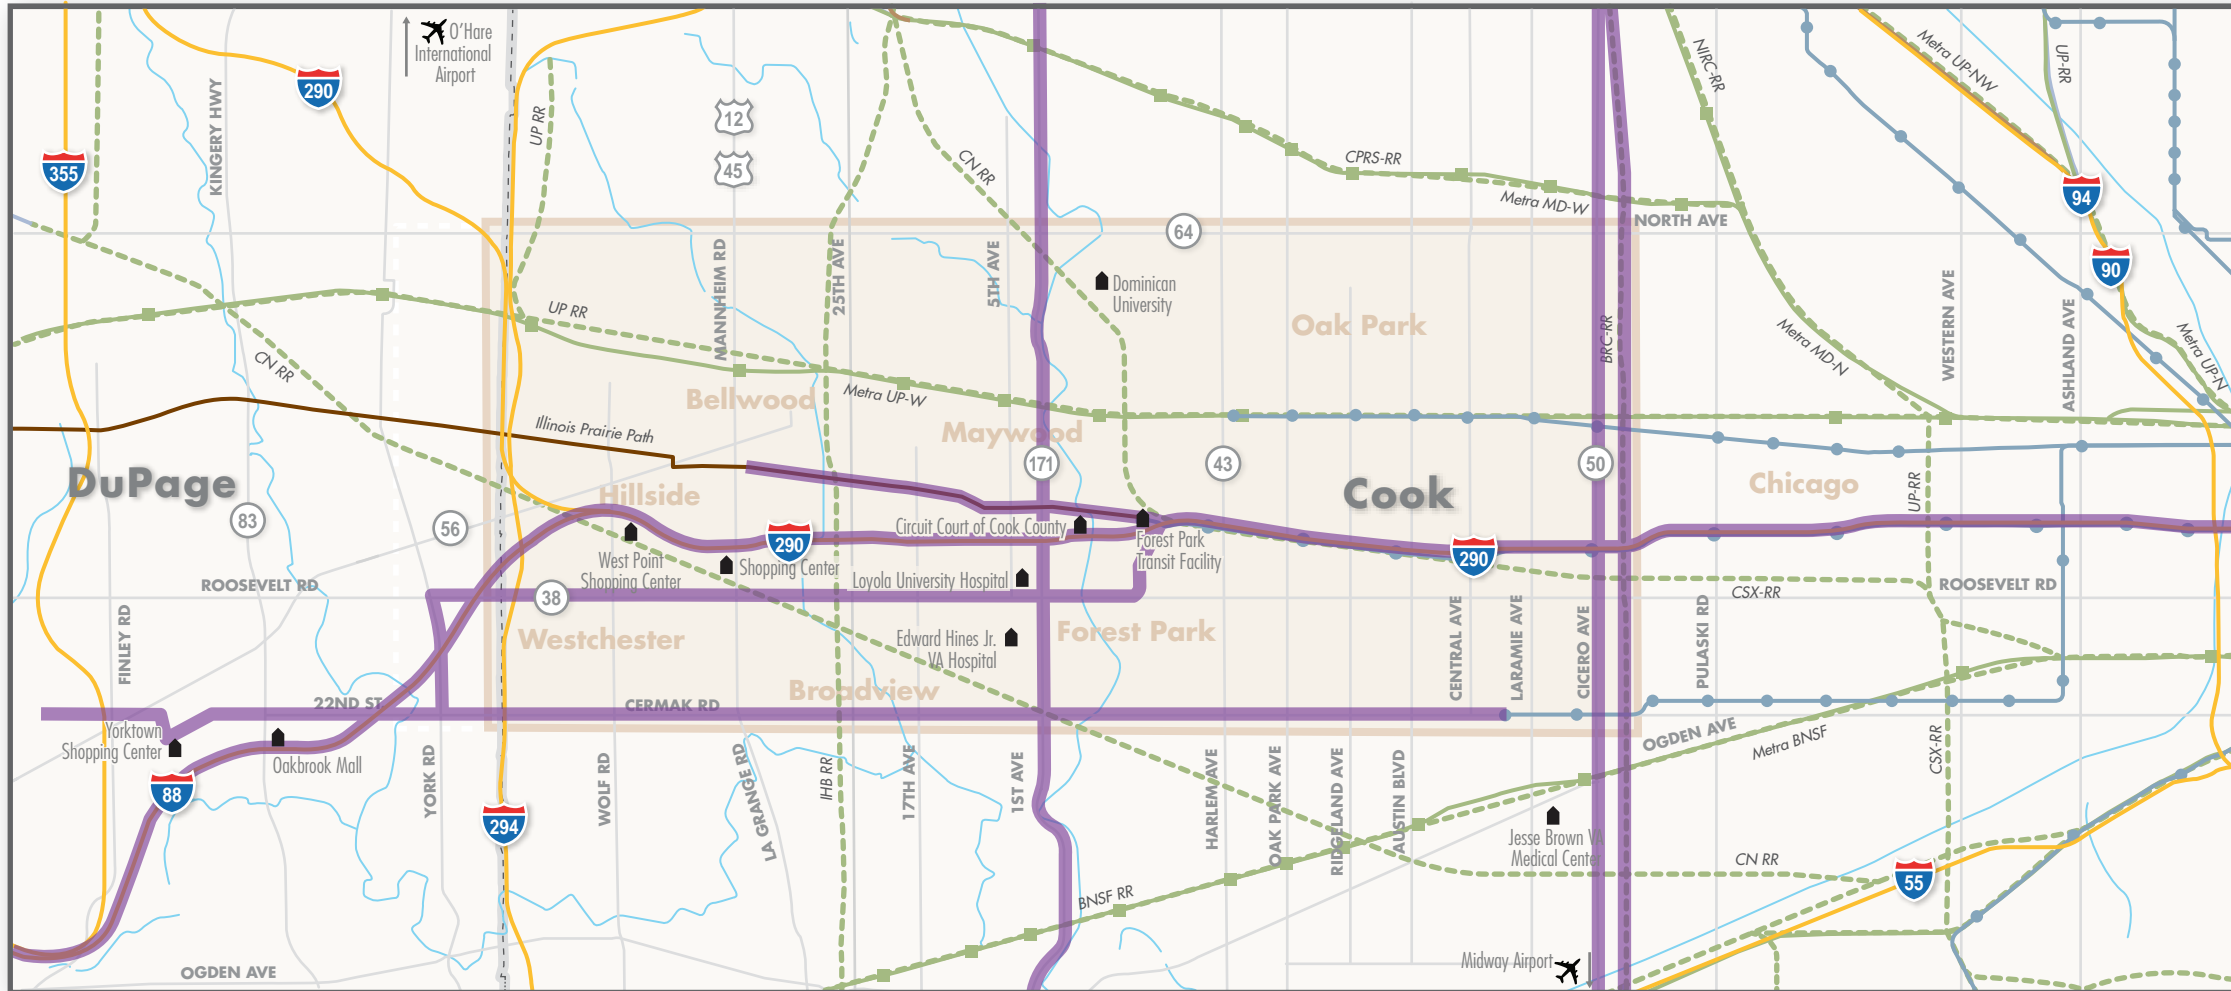 O'Hare
International
Airport
290
355
KINGERY HWY
UP RR
12
45
CN RR
CPRS-RR
Metra MD-W
NIRC-RR
Metra UP-NW
UP-RR
94
90
NORTH AVE
64
MANNHEIM RD
25TH AVE
5TH AVE
Dominican
University
Oak Park
BRC-RR
Metra MD-N
WESTERN AVE
ASHLAND AVE
Metra UP-N
UP RR
CN RR
Bellwood
Metra UP-W
Maywood
Illinois Prairie Path
DuPage
83
56
Hillside
171
43
Cook
50
Chicago
UP-RR
West Point
Shopping Center
290
Shopping Center
Circuit Court of Cook County
Forest Park
Transit Facility
Loyola University Hospital
290
ROOSEVELT RD
38
CSX-RR
ROOSEVELT RD
FINLEY RD
Westchester
Edward Hines Jr.
VA Hospital
Forest Park
CENTRAL AVE
LARAMIE AVE
CICERO AVE
PULASKI RD
22ND ST
CERMAK RD
Broadview
Yorktown
Shopping Center
Oakbrook Mall
88
YORK RD
294
WOLF RD
LA GRANGE RD
IHB RR
17TH AVE
1ST AVE
HARLEM AVE
OAK PARK AVE
RIDGELAND AVE
AUSTIN BLVD
OGDEN AVE
Metra BNSF
CSX-RR
Jesse Brown VA
Medical Center
CN RR
55
BNSF RR
Midway Airport
OGDEN AVE